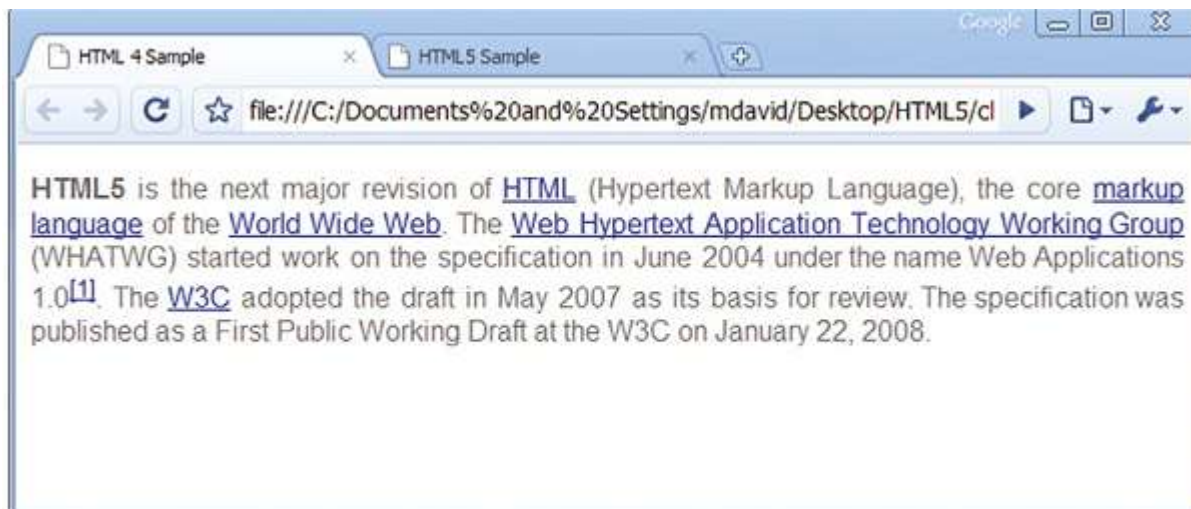 Google
HTML 4 Sample
HTML5 Sample
file:///C:/Documents%20and%20Settings/mdavid/Desktop/HTML5/cl
HTML5 is the next major revision of HTML (Hypertext Markup Language), the core markup
language of the World Wide Web. The Web Hypertext Application Technology Working Group
(WHATWG) started work on the specification in June 2004 under the name Web Applications
1.0[1]. The W3C adopted the draft in May 2007 as its basis for review. The specification was
published as a First Public Working Draft at the W3C on January 22, 2008.